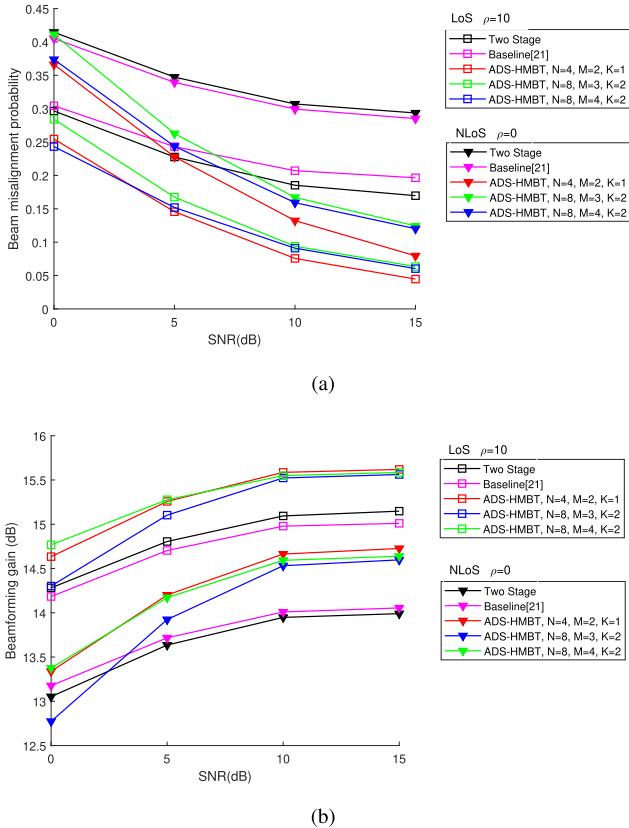 0.45
0.4
0.35
0.3
0.25
0.2
0.15
0.1
0.05
0
Beam misalignment probability
0
5
10
15
SNR(dB)
LoS ρ=10
Two Stage
Baseline[21]
ADS-HMBT, N=4, M=2, K=1
ADS-HMBT, N=8, M=3, K=2
ADS-HMBT, N=8, M=4, K=2
NLoS ρ=0
Two Stage
Baseline[21]
ADS-HMBT, N=4, M=2, K=1
ADS-HMBT, N=8, M=3, K=2
ADS-HMBT, N=8, M=4, K=2
(a)
16
15.5
15
14.5
14
13.5
13
12.5
Beamforming gain (dB)
0
5
10
15
SNR(dB)
LoS ρ=10
Two Stage
Baseline[21]
ADS-HMBT, N=4, M=2, K=1
ADS-HMBT, N=8, M=3, K=2
ADS-HMBT, N=8, M=4, K=2
NLoS ρ=0
Two Stage
Baseline[21]
ADS-HMBT, N=4, M=2, K=1
ADS-HMBT, N=8, M=3, K=2
ADS-HMBT, N=8, M=4, K=2
(b)